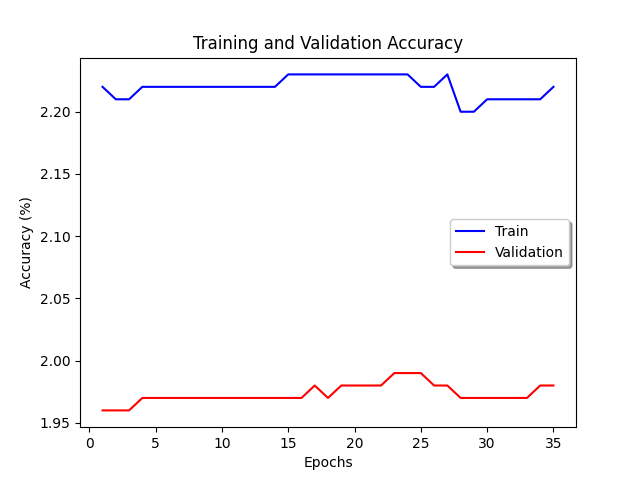 Training and Validation Accuracy
Accuracy (%)
2.20
2.15
2.10
2.05
2.00
1.95
Train
Validation
0 5 10 15 20 25 30 35
Epochs